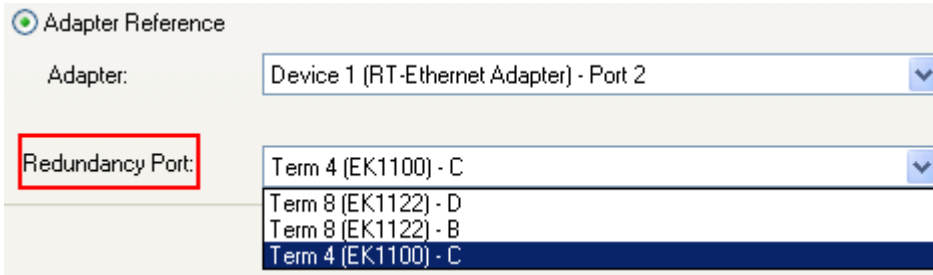 Adapter Reference
Adapter: Device 1 (RT-Ethernet Adapter) - Port 2
Redundancy Port: Term 4 (EK1100) - C
Term 8 (EK1122) - D
Term 8 (EK1122) - B
Term 4 (EK1100) - C